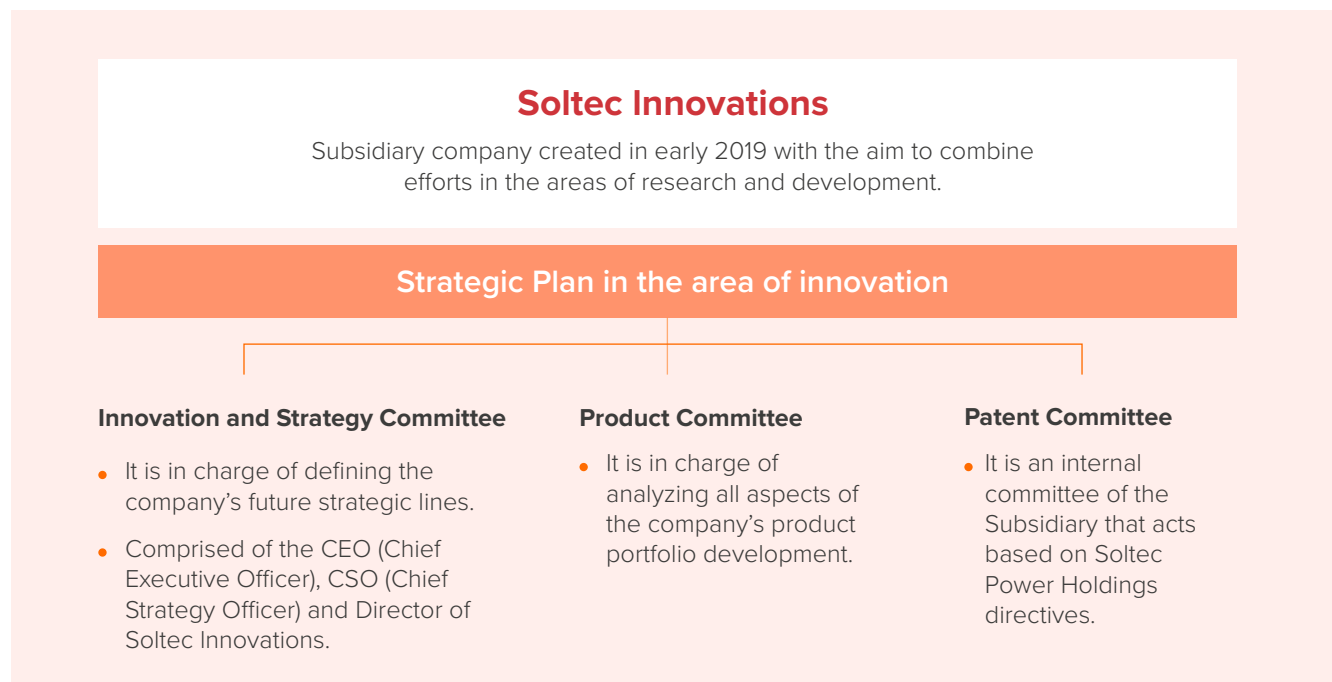 Soltec Innovations
Subsidiary company created in early 2019 with the aim to combine
efforts in the areas of research and development.
Strategic Plan in the area of innovation
Innovation and Strategy Committee
• It is in charge of defining the
company’s future strategic lines.
• Comprised of the CEO (Chief
Executive Officer), CSO (Chief
Strategy Officer) and Director of
Soltec Innovations.
Product Committee
• It is in charge of
analyzing all aspects of
the company’s product
portfolio development.
Patent Committee
• It is an internal
committee of the
Subsidiary that acts
based on Soltec
Power Holdings
directives.